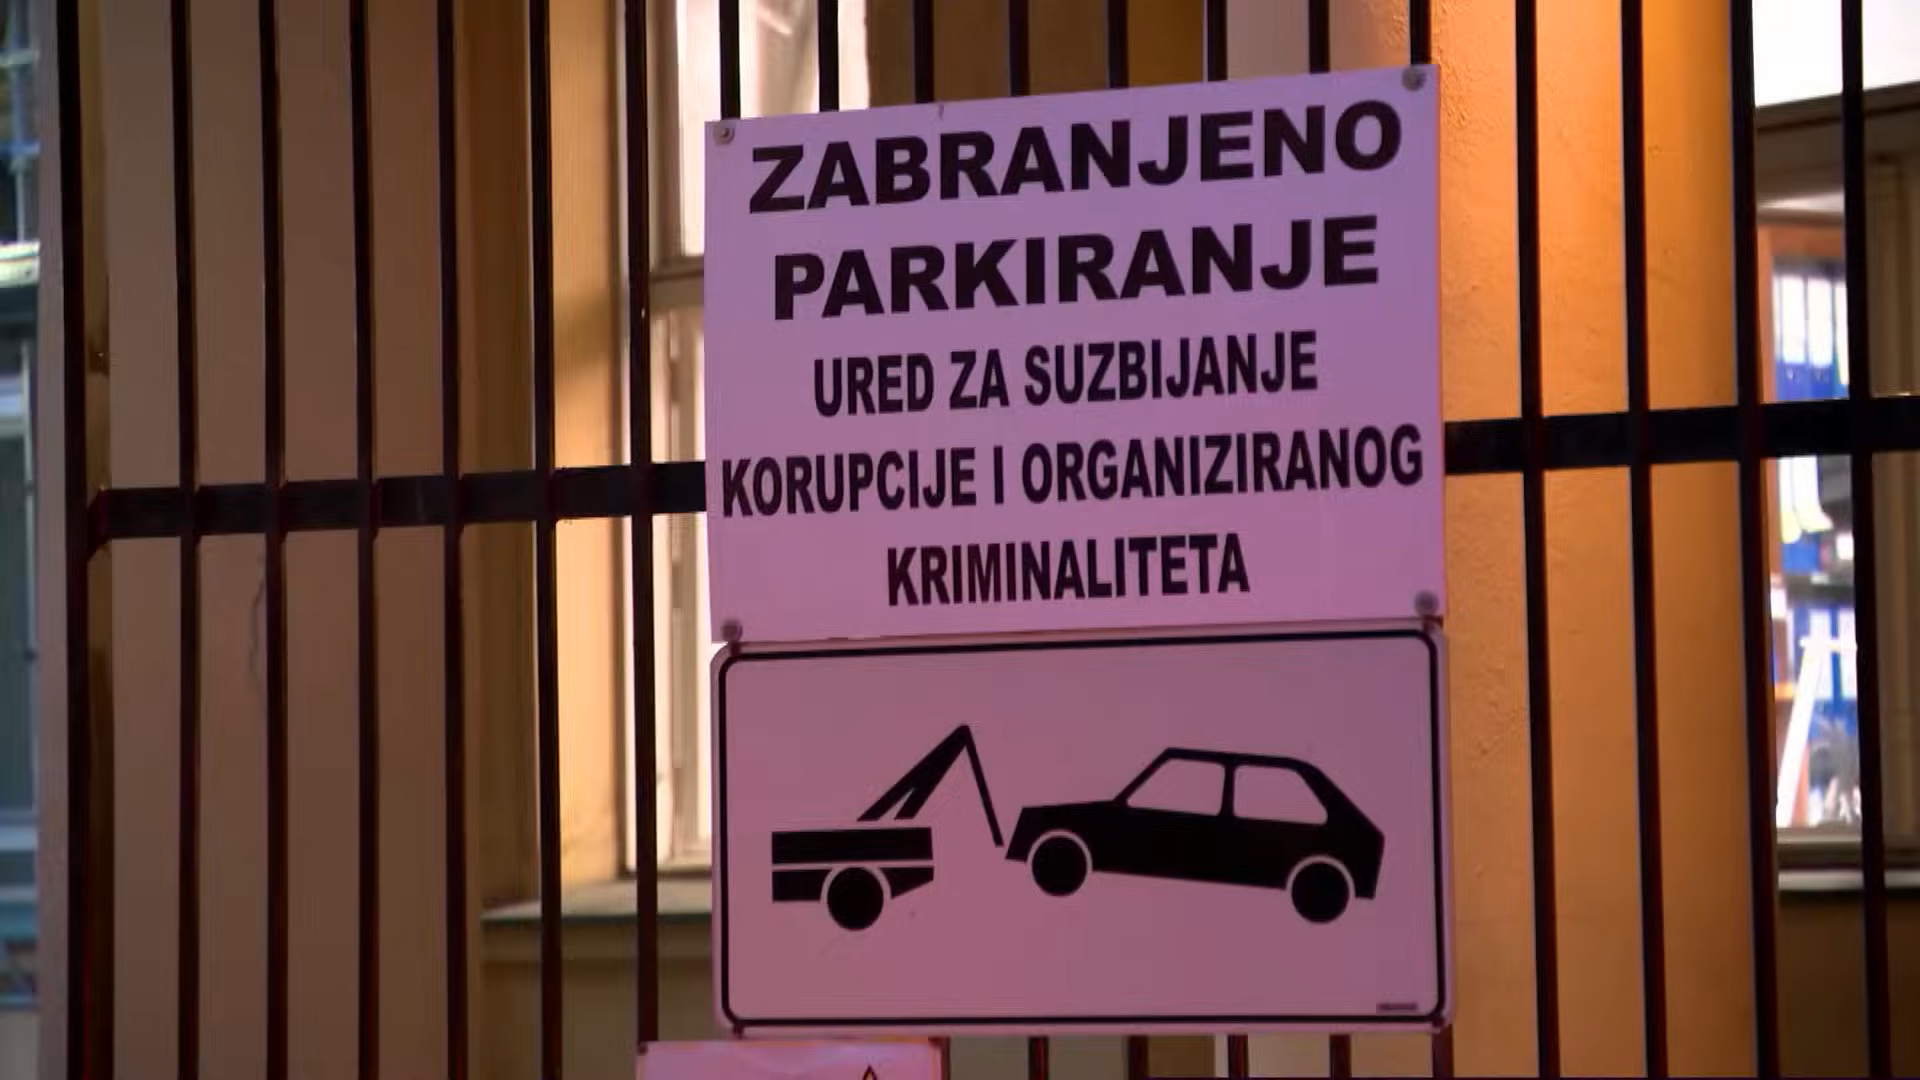 ZABRANJENO
PARKIRANJE
URED ZA SUZBIJANJE
KORUPCIJE I ORGANIZIRANOG
KRIMINALITETA